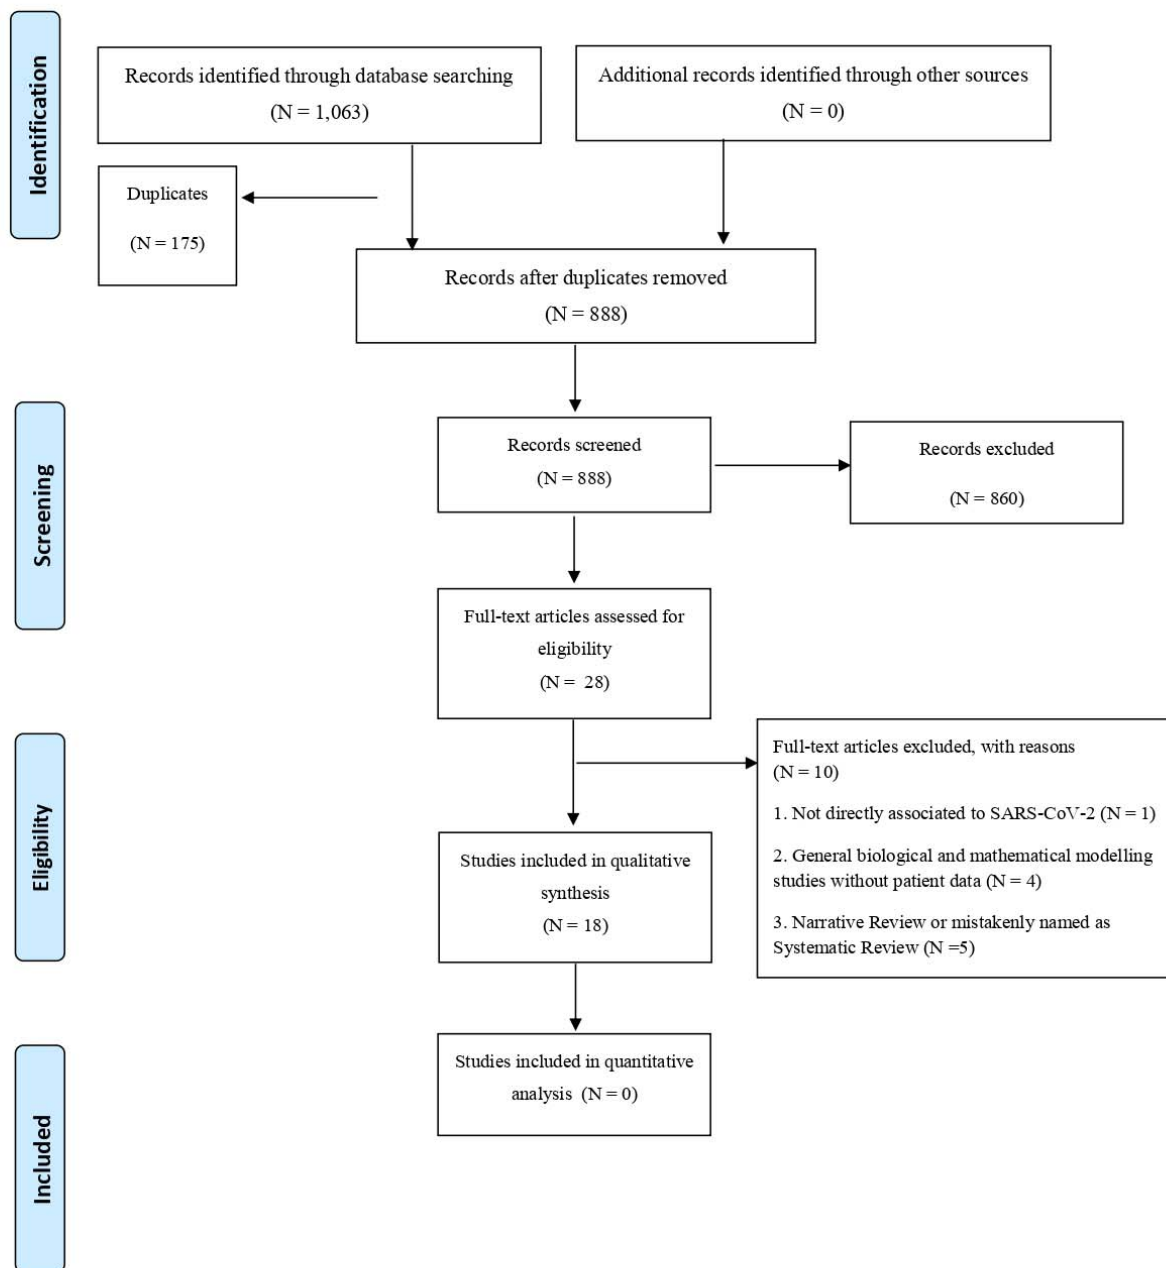 Identification
Records identified through database searching
(N = 1,063)
Additional records identified through other sources
(N = 0)
Duplicates
(N = 175)
Records after duplicates removed
(N = 888)
Screening
Records screened
(N = 888)
Records excluded
(N = 860)
Full-text articles assessed for
eligibility
(N =  28)
Eligibility
Full-text articles excluded, with reasons
(N = 10)
1. Not directly associated to SARS-CoV-2 (N = 1)
2. General biological and mathematical modelling
studies without patient data (N = 4)
3. Narrative Review or mistakenly named as
Systematic Review (N =5)
Studies included in qualitative
synthesis
(N = 18)
Included
Studies included in quantitative
analysis  (N = 0)